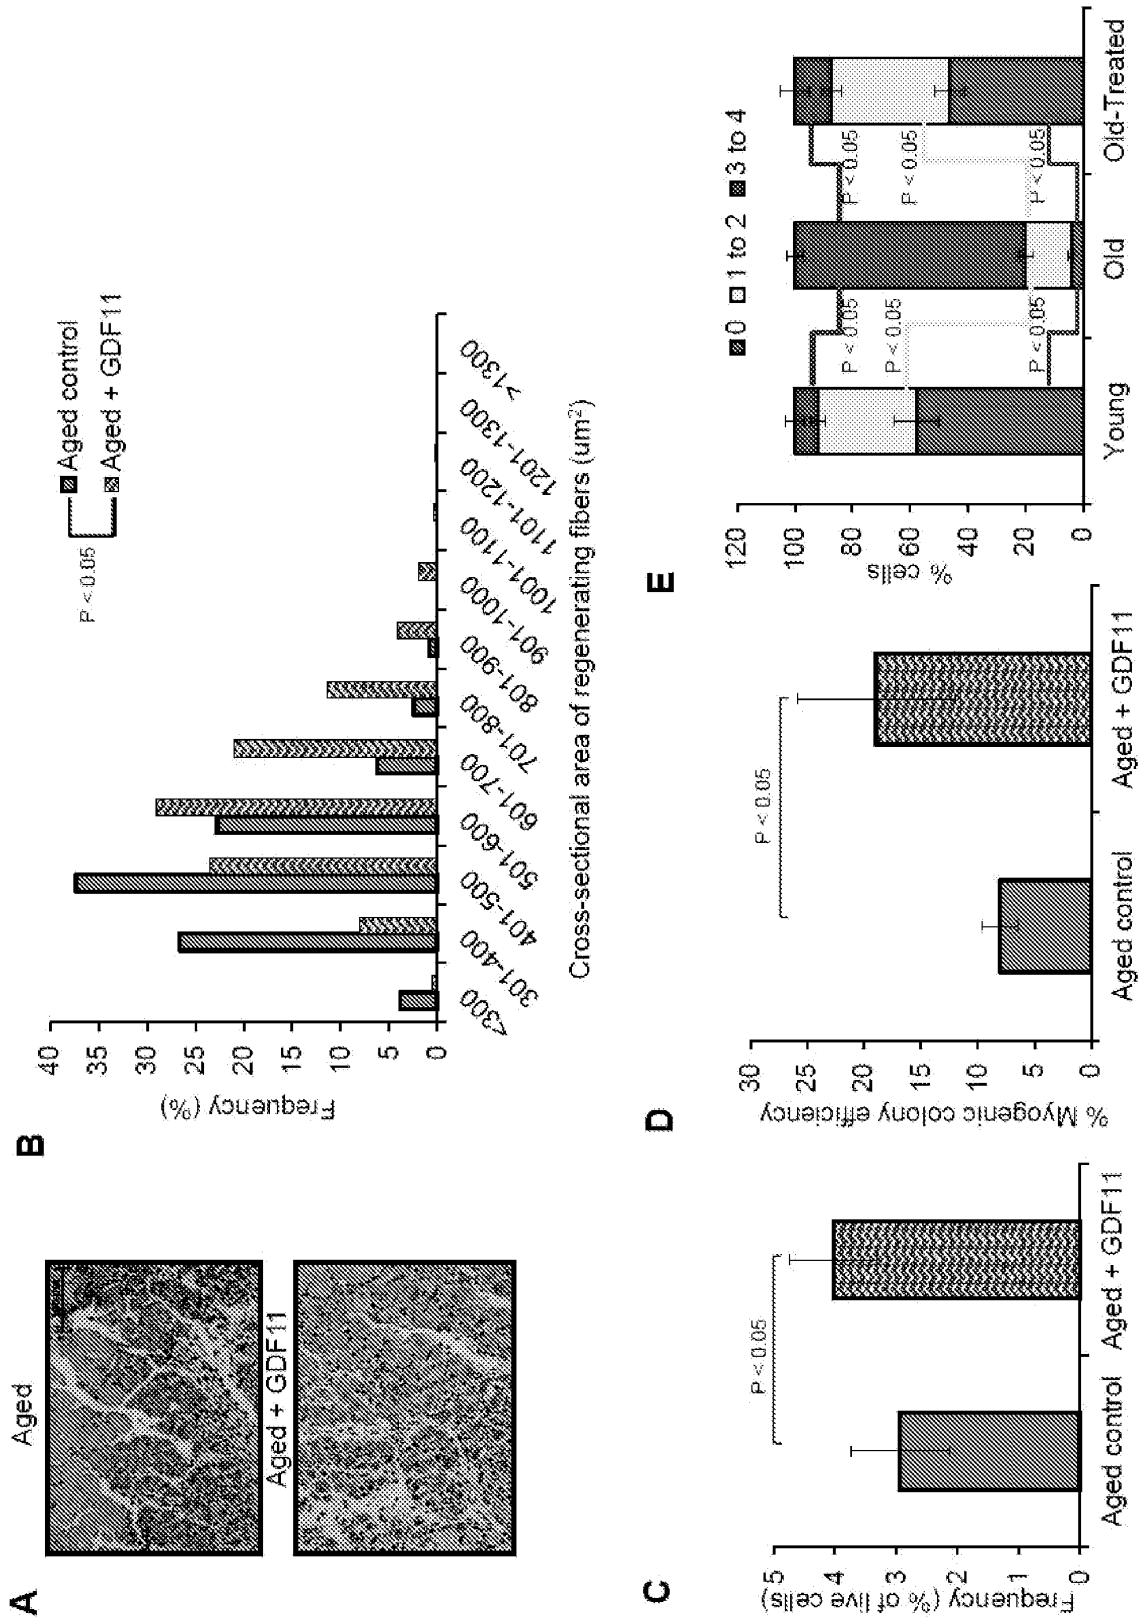 A
Aged
Aged + GDF11
B
Aged control
Aged + GDF11
P < 0.05
Frequency (%)
40
35
30
25
20
15
10
5
0
<300
301-400
401-500
501-600
601-700
701-800
801-900
901-1000
1001-1100
1101-1200
1201-1300
>1300
Cross-sectional area of regenerating fibers (um²)
C
Frequency (% of live cells)
5
4
3
2
1
0
P < 0.05
Aged control
Aged + GDF11
D
% Myogenic colony efficiency
30
25
20
15
10
5
0
P < 0.05
Aged control
Aged + GDF11
E
0 1 to 2 3 to 4
% cells
120
100
80
60
40
20
0
P < 0.05
P < 0.05
P < 0.05
P < 0.05
P < 0.05
P < 0.05
Young
Old
Old-Treated